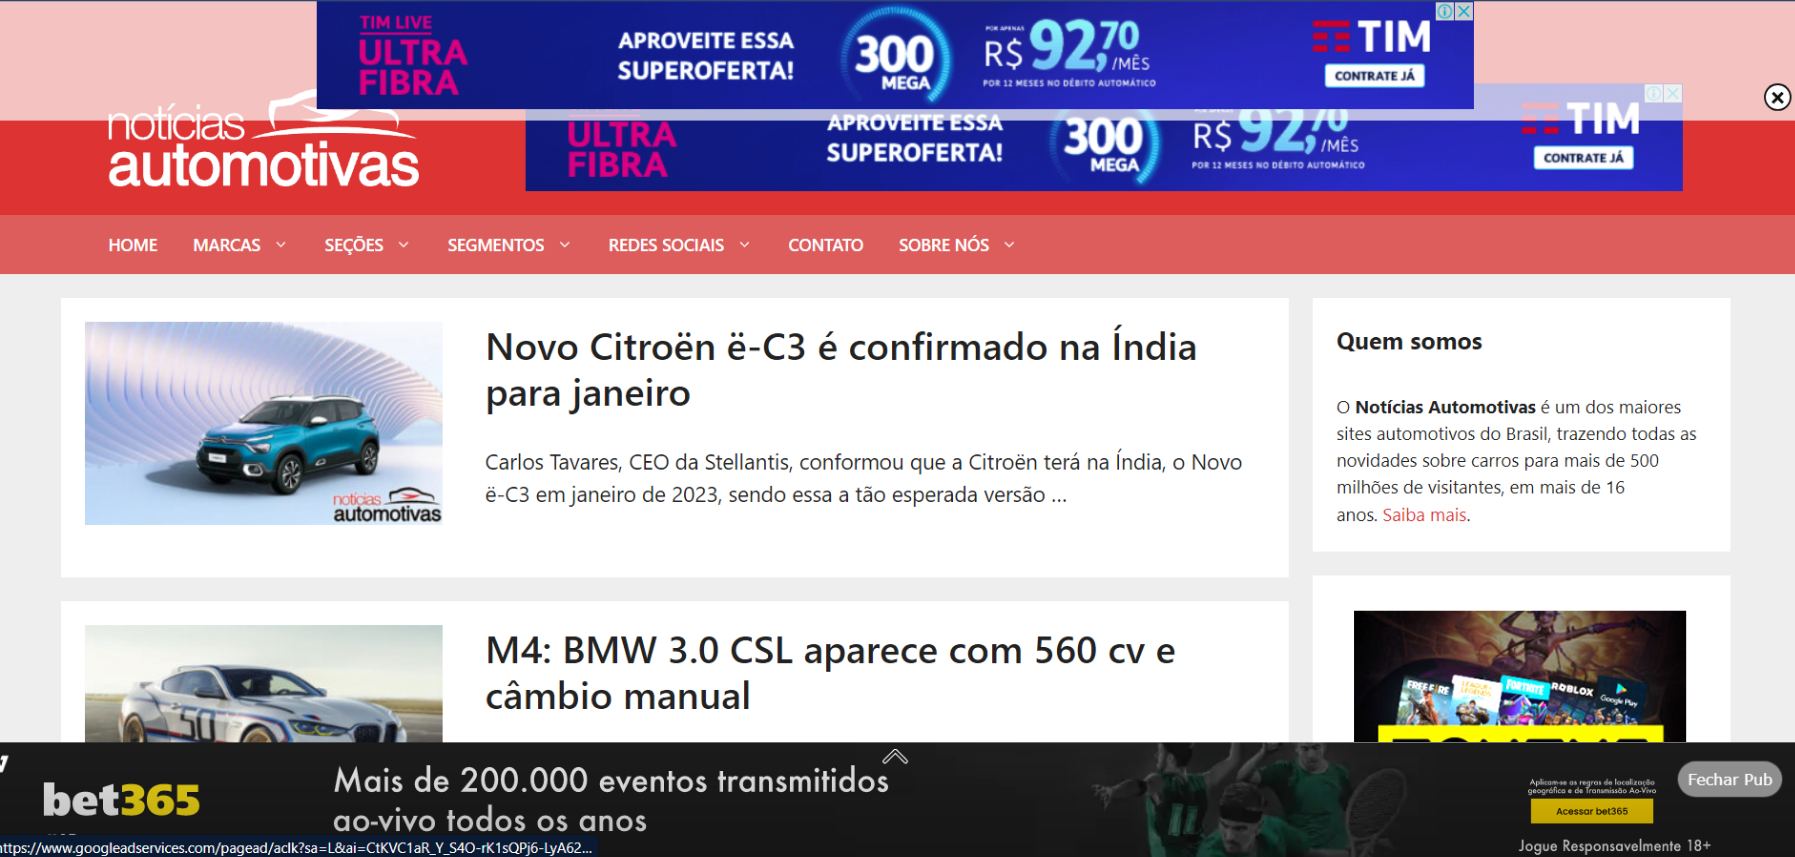 TIM LIVE
ULTRA
FIBRA
APROVEITE ESSA
SUPEROFERTA!
300
MEGA
POR APENAS
R$ 92,70
/MÊS
POR 12 MESES NO DÉBITO AUTOMÁTICO
TIM
CONTRATE JÁ
notícias
automotivas
ULTRA
FIBRA
APROVEITE ESSA
SUPEROFERTA!
300
MEGA
R$ 92,70
/MÊS
POR 12 MESES NO DÉBITO AUTOMÁTICO
TIM
CONTRATE JÁ
HOME MARCAS SEÇÕES SEGMENTOS REDES SOCIAIS CONTATO SOBRE NÓS
Novo Citroën ë-C3 é confirmado na Índia
para janeiro
Carlos Tavares, CEO da Stellantis, conformou que a Citroën terá na Índia, o Novo
ë-C3 em janeiro de 2023, sendo essa a tão esperada versão ...
notícias
automotivas
Quem somos
O Notícias Automotivas é um dos maiores
sites automotivos do Brasil, trazendo todas as
novidades sobre carros para mais de 500
milhões de visitantes, em mais de 16
anos. Saiba mais.
M4: BMW 3.0 CSL aparece com 560 cv e
câmbio manual
50
FREE FIRE
LEAGUE OF
LEGENDS
FORTNITE
ROBLOX
Google Play
bet365
Mais de 200.000 eventos transmitidos
ao-vivo todos os anos
11
Aplicam-se as regras de localização
geográfica e de Transmissão Ao-Vivo
Acessar bet365
Jogue Responsavelmente 18+
Fechar Pub
https://www.googleadservices.com/pagead/aclk?sa=L&ai=CtKVC1aR_Y_S4O-rK1sQPj6-LyA62...